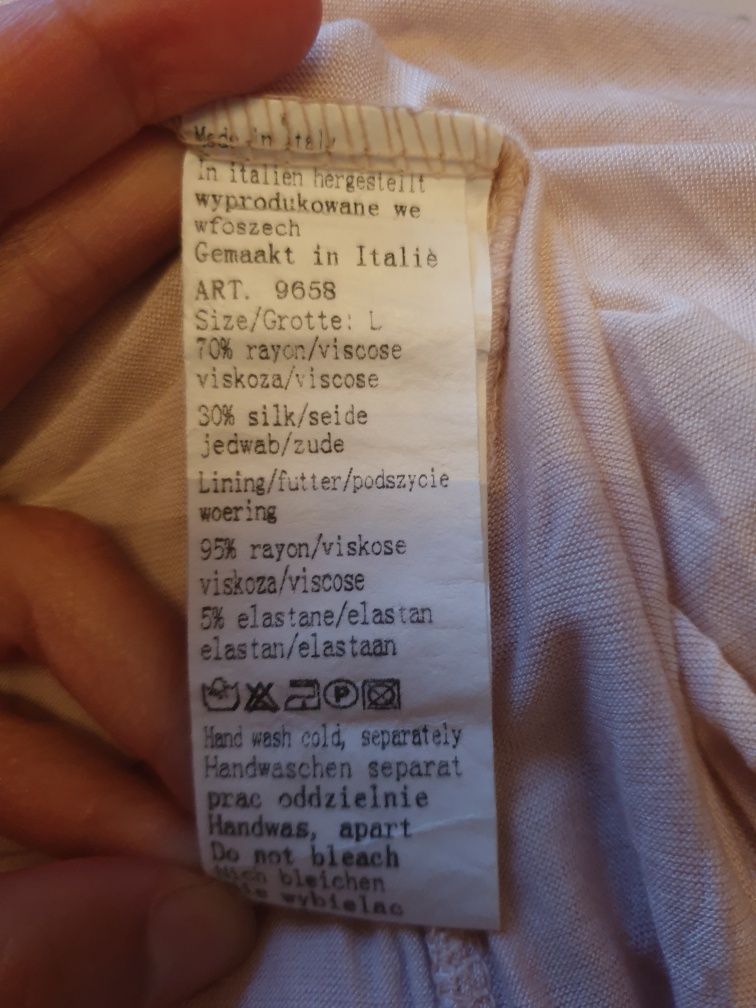 Made in Italy
In italien hergestellt
wyprodukowane we
wfoszech
Gemaakt in Italiè
ART. 9658
Size/Grotte: L
70% rayon/viscose
viskoza/viscose
30% silk/seide
jedwab/zude
Lining/futter/podszycie
woering
95% rayon/viskose
viskoza/viscose
5% elastane/elastan
elastan/elastaan
P
Hand wash cold, separately
Handwaschen separat
prac oddzielnie
Handwas, apart
Do not bleach
Nich bleichen
Nie wybielac